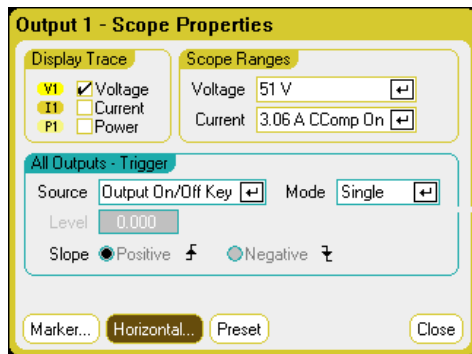 Output 1 - Scope Properties
Display Trace
V1 Voltage
I1 Current
P1 Power
Scope Ranges
Voltage 51 V
Current 3.06 A CComp On
All Outputs - Trigger
Source Output On/Off Key Mode Single
Level 0.000
Slope Positive Negative
Marker... Horizontal... Preset Close